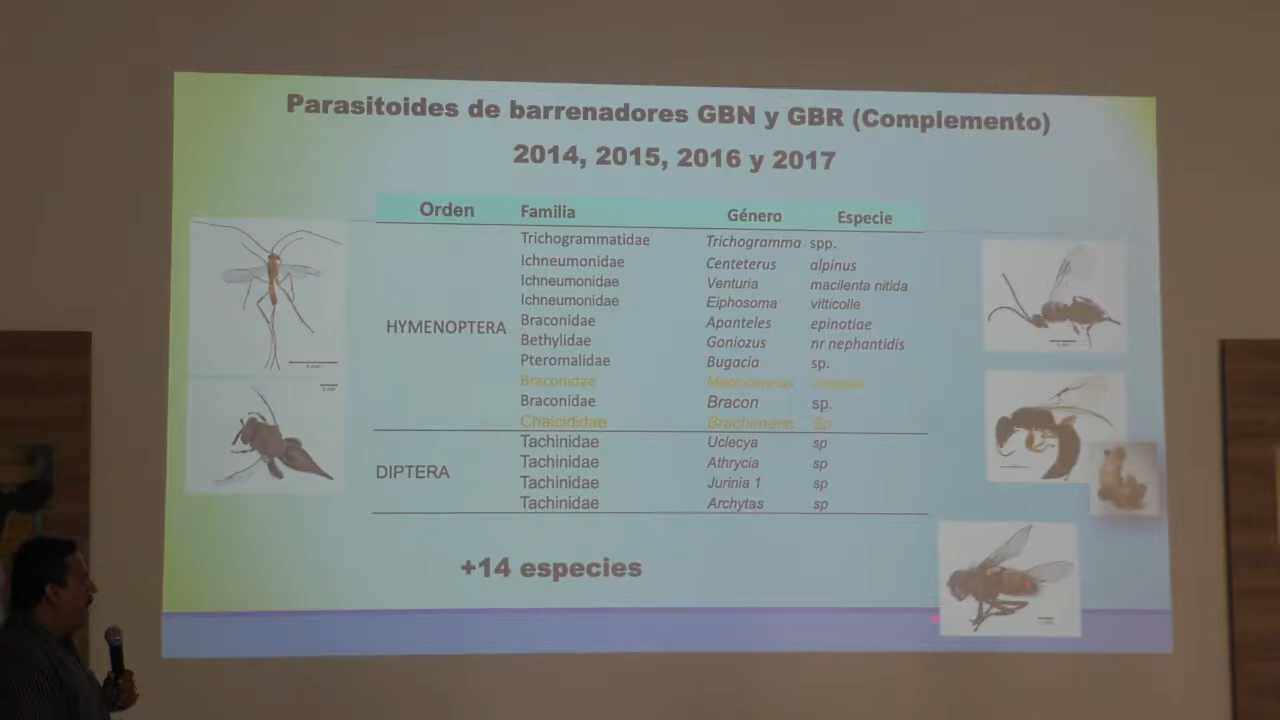 Parasitoides de barrenadores GBN y GBR (Complemento)
2014, 2015, 2016 y 2017
Orden Familia Género Especie
Trichogrammatidae Trichogramma spp.
Ichneumonidae Centeterus alpinus
Ichneumonidae Venturia macilenta nitida
Ichneumonidae Eiphosoma vitticolle
HYMENOPTERA
Braconidae Apanteles epinotiae
Bethylidae Goniozus nr nephantidis
Pteromalidae Bugacia sp.
Braconidae
Braconidae Bracon sp.
Chalcididae Sp
Tachinidae Uclecya sp
Tachinidae Athrycia sp
DIPTERA
Tachinidae Jurinia 1 sp
Tachinidae Archytas sp
+14 especies